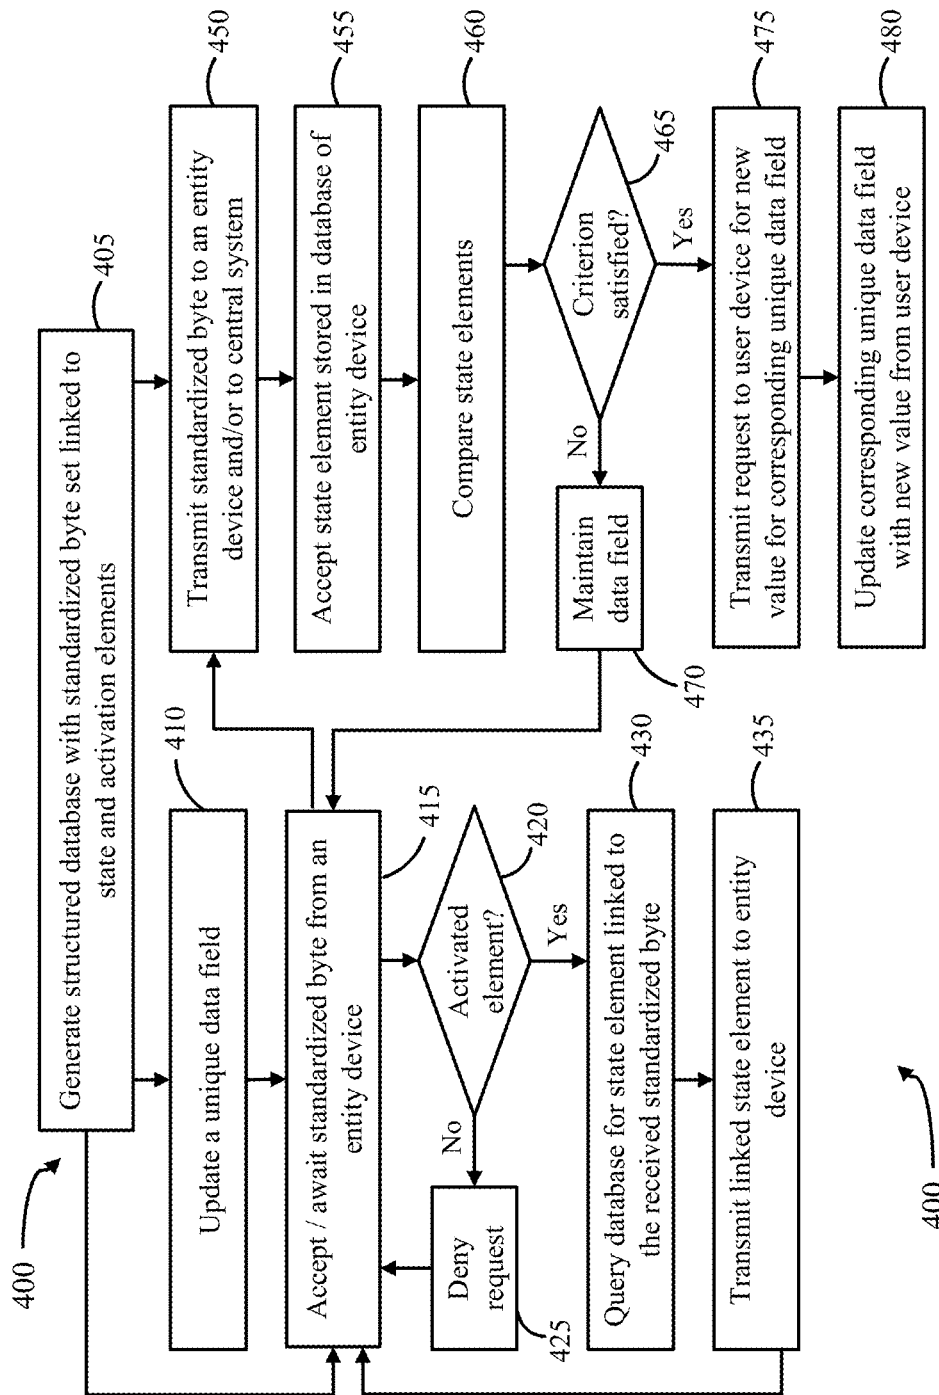 400
Generate structured database with standardized byte set linked to
state and activation elements
405
Update a unique data field
410
Accept / await standardized byte from an
entity device
415
Activated
element?
420
No
Yes
Deny
request
425
Query database for state element linked to
the received standardized byte
430
Transmit linked state element to entity
device
435
Transmit standardized byte to an entity
device and/or to central system
450
Accept state element stored in database of
entity device
455
Compare state elements
460
Criterion
satisfied?
465
No
Yes
Maintain
data field
470
Transmit request to user device for new
value for corresponding unique data field
475
Update corresponding unique data field
with new value from user device
480
400